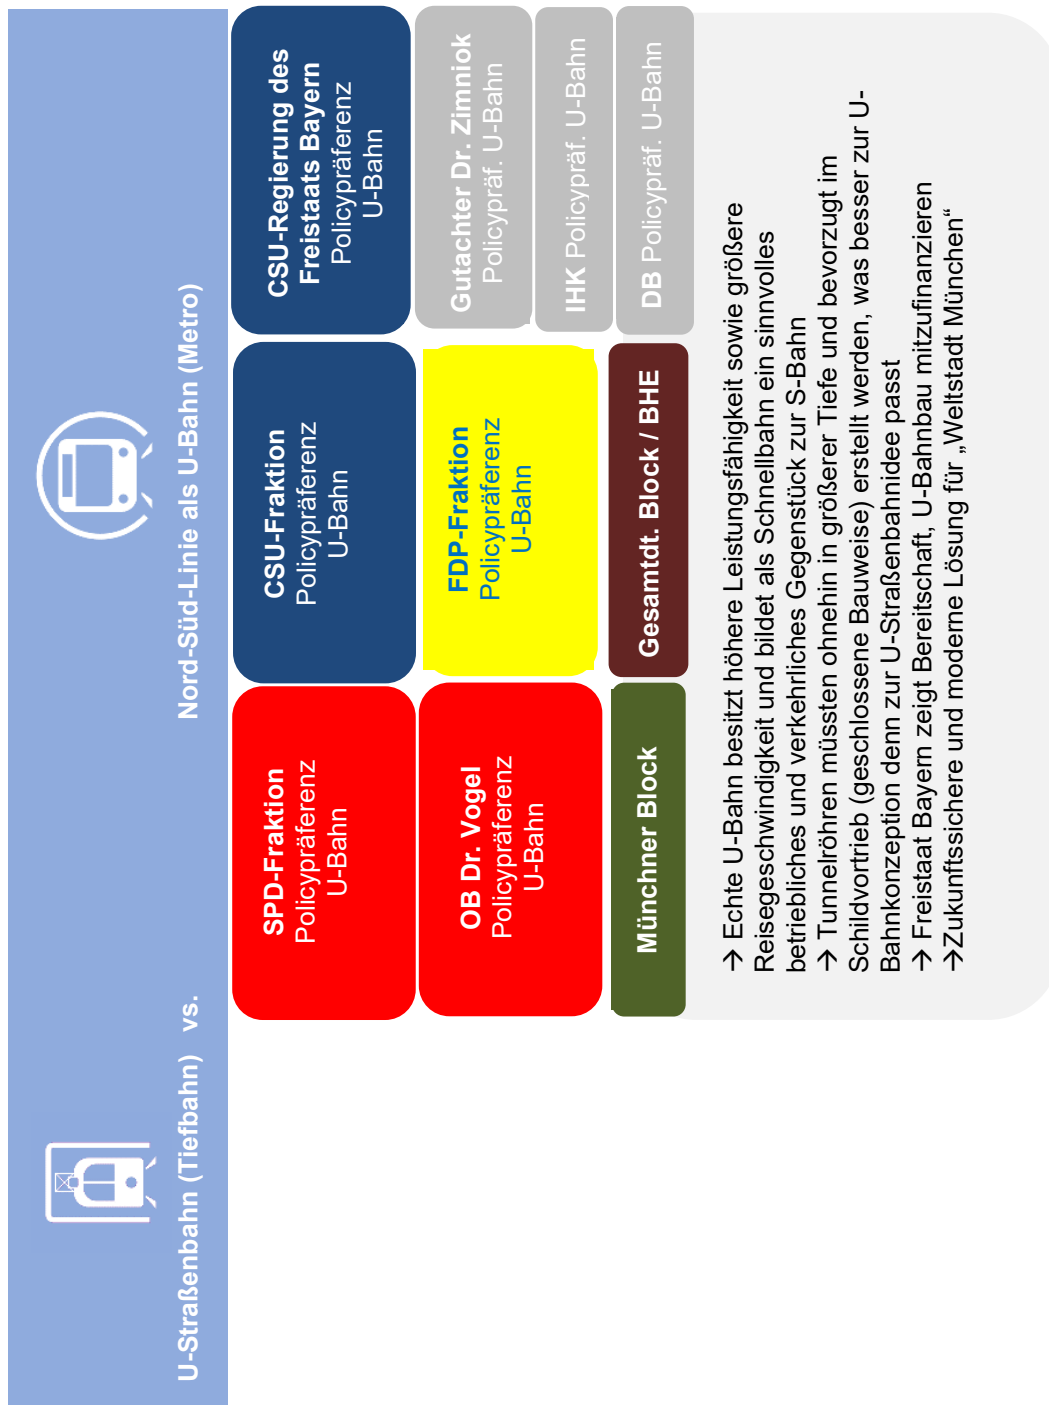 U-Straßenbahn (Tiefbahn) vs. Nord-Süd-Linie als U-Bahn (Metro)
SPD-Fraktion
Policypräferenz
U-Bahn
CSU-Fraktion
Policypräferenz
U-Bahn
CSU-Regierung des
Freistaats Bayern
Policypräferenz
U-Bahn
OB Dr. Vogel
Policypräferenz
U-Bahn
FDP-Fraktion
Policypräferenz
U-Bahn
Gutachter Dr. Zimniok
Policypräf. U-Bahn
IHK Policypräf. U-Bahn
Münchner Block
Gesamtdt. Block / BHE
DB Policypräf. U-Bahn
→ Echte U-Bahn besitzt höhere Leistungsfähigkeit sowie größere
Reisegeschwindigkeit und bildet als Schnellbahn ein sinnvolles
betriebliches und verkehrliches Gegenstück zur S-Bahn
→ Tunnelröhren müssten ohnehin in größerer Tiefe und bevorzugt im
Schildvortrieb (geschlossene Bauweise) erstellt werden, was besser zur U-
Bahnkonzeption denn zur U-Straßenbahnidee passt
→ Freistaat Bayern zeigt Bereitschaft, U-Bahnbau mitzufinanzieren
→Zukunftssichere und moderne Lösung für „Weltstadt München“